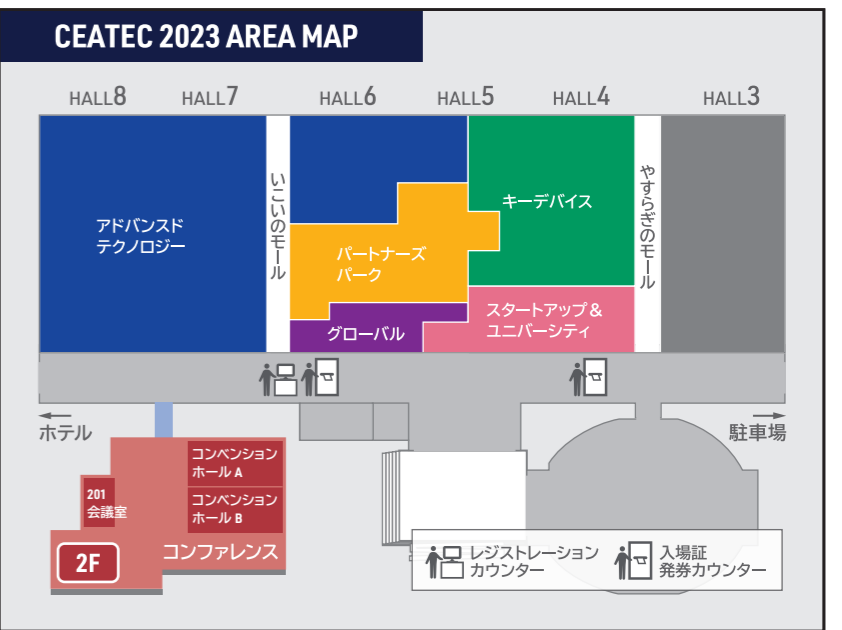 CEATEC 2023 AREA MAP
HALL8
HALL7
HALL6
HALL5
HALL4
HALL3
アドバンスド
テクノロジー
いこいのモール
パートナーズ
パーク
グローバル
キーデバイス
スタートアップ&
ユニバーシティ
やすらぎのモール
ホテル
駐車場
コンベンション
ホール A
コンベンション
ホール B
201
会議室
コンファレンス
2F
レジストレーション
カウンター
入場証
発券カウンター